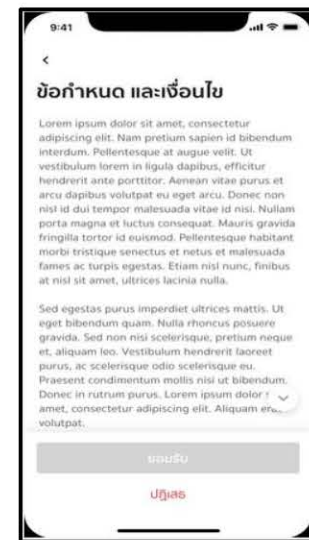 9:41
ข้อกำหนด และเงื่อนไข
Lorem ipsum dolor sit amet, consectetur
adipiscing elit. Nam pretium sapien id bibendum
interdum. Pellentesque at augue velit. Ut
vestibulum lorem in ligula dapibus, efficitur
hendrerit ante porttitor. Aenean vitae purus et
arcu dapibus volutpat eu eget arcu. Donec non
nisl id dui tempor malesuada vitae id nisi. Nullam
porta magna et luctus consequat. Mauris gravida
fringilla tortor id euismod. Pellentesque habitant
morbi tristique senectus et netus et malesuada
fames ac turpis egestas. Etiam nisl nunc, finibus
at nisl sit amet, ultrices lacinia nulla.
Sed egestas purus imperdiet ultrices mattis. Ut
eget bibendum quam. Nulla rhoncus posuere
gravida. Sed non nisi scelerisque, pretium neque
et, aliquam leo. Vestibulum hendrerit laoreet
purus, ac scelerisque odio scelerisque eu.
Praesent condimentum mollis nisi ut bibendum.
Donec in rutrum purus. Lorem ipsum dolor
amet, consectetur adipiscing elit. Aliquam
volutpat.
ยอมรับ
ปฏิเสธ